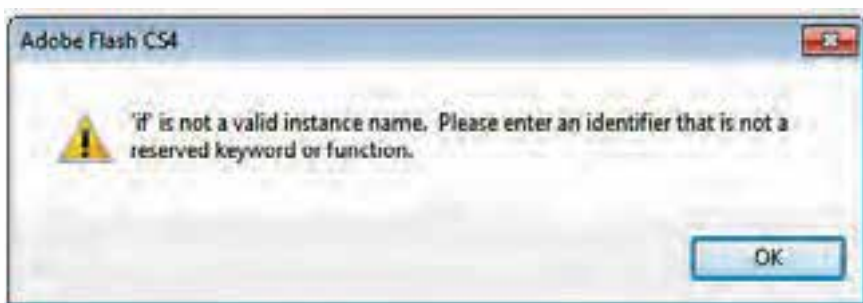 Adobe Flash CS4
'if' is not a valid instance name. Please enter an identifier that is not a
reserved keyword or function.
OK